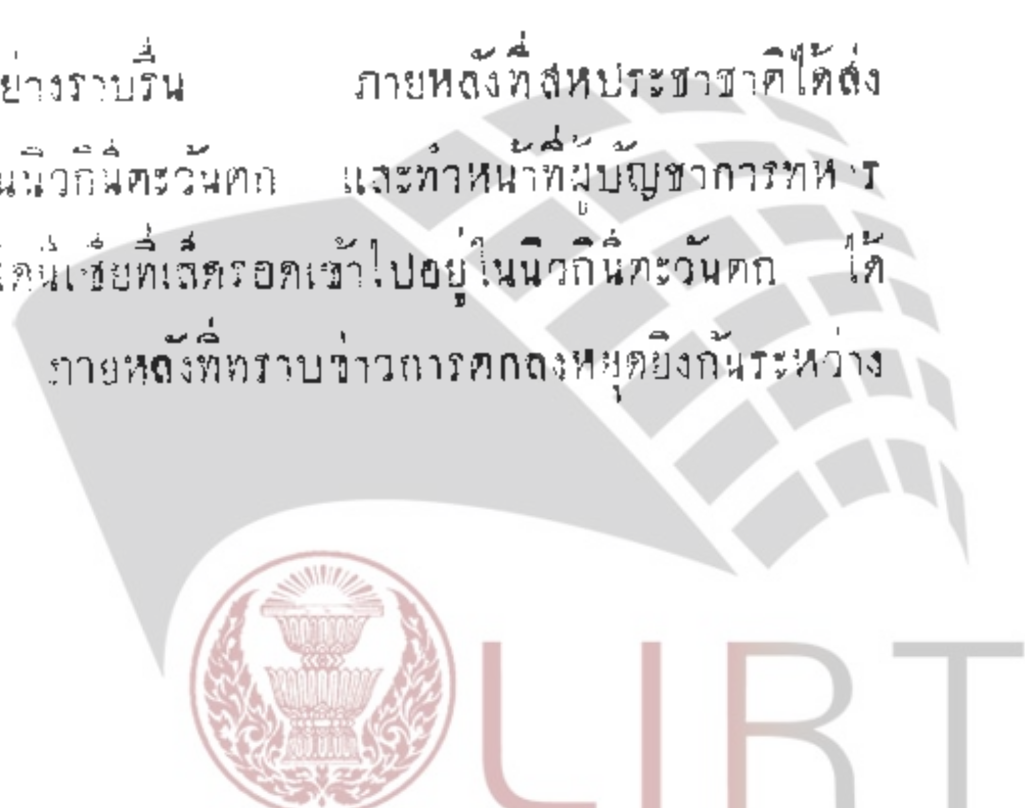 ย่างราบรื่น ภายหลังที่สหประชาชาติได้ส่ง
นนิวกินีตะวันตก และทำหน้าที่ผู้บัญชาการทหาร
เซียที่เล็ดรอดเข้าไปอยู่ในนิวกินีตะวันตก ได้
ภายหลังที่ทราบข่าวการตกลงหยุดยิงกันระหว่าง
LIRT